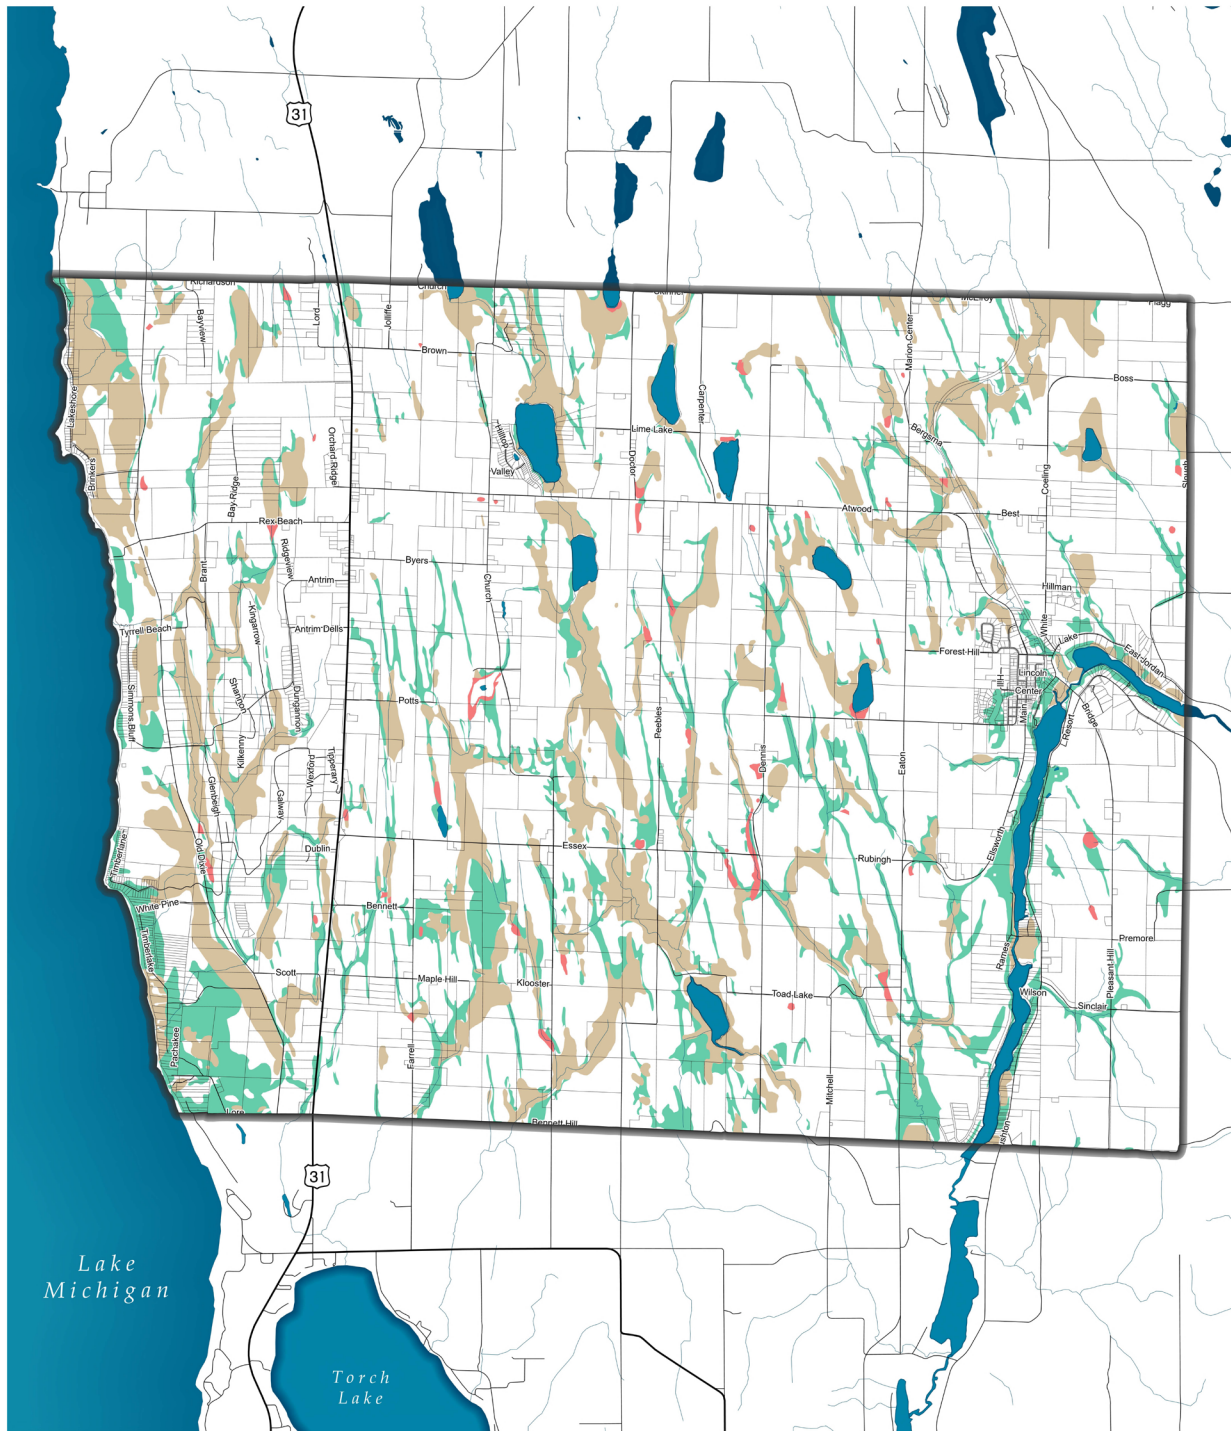 31
Richardson
Church
Skinner
McElroy
Flagg
Bayview
Lord
Jolliffe
Marion Center
Brown
Boss
Lakeshore
Carpenter
Lime Lake
Hilltop
Orchard Ridge
Doctor
Bergsma
Valley
Brinkers
Bay Ridge
Coeling
Slough
Rex Beach
Atwood
Best
Ridgeview
Byers
Brant
Antrim
Church
Hillman
Kingarrow
White
Tyrrell Beach
Antrim Dells
Lake
Forest Hill
East Jordan
Lincoln
Hill
Center
Simmons Bluff
Shannon
Dungannon
Potts
Main
Bridge
Peebles
Resort
Kilkenny
Dennis
Eaton
Wexford
Tipperary
Glenbeigh
Galway
Timberlane
Old Dixie
Dublin
Essex
Ellsworth
Rubingh
White Pine
Bennett
Premore
Timberlake
Scott
Maple Hill
Klooster
Rames
Pleasant Hill
Toad Lake
Wilson
Sinclair
Pachakee
Farrell
Mitchell
Lore
Bennett Hill
31
Lake
Michigan
Torch
Lake